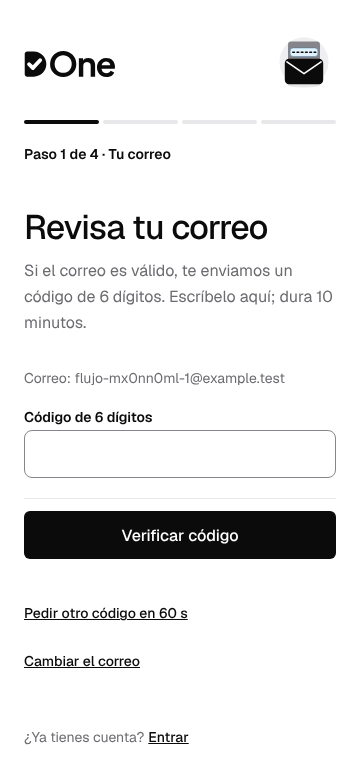 One
Paso 1 de 4 · Tu correo
Revisa tu correo
Si el correo es válido, te enviamos un
código de 6 dígitos. Escríbelo aquí; dura 10
minutos.
Correo: flujo-mx0nn0ml-1@example.test
Código de 6 dígitos
Verificar código
Pedir otro código en 60 s
Cambiar el correo
¿Ya tienes cuenta? Entrar